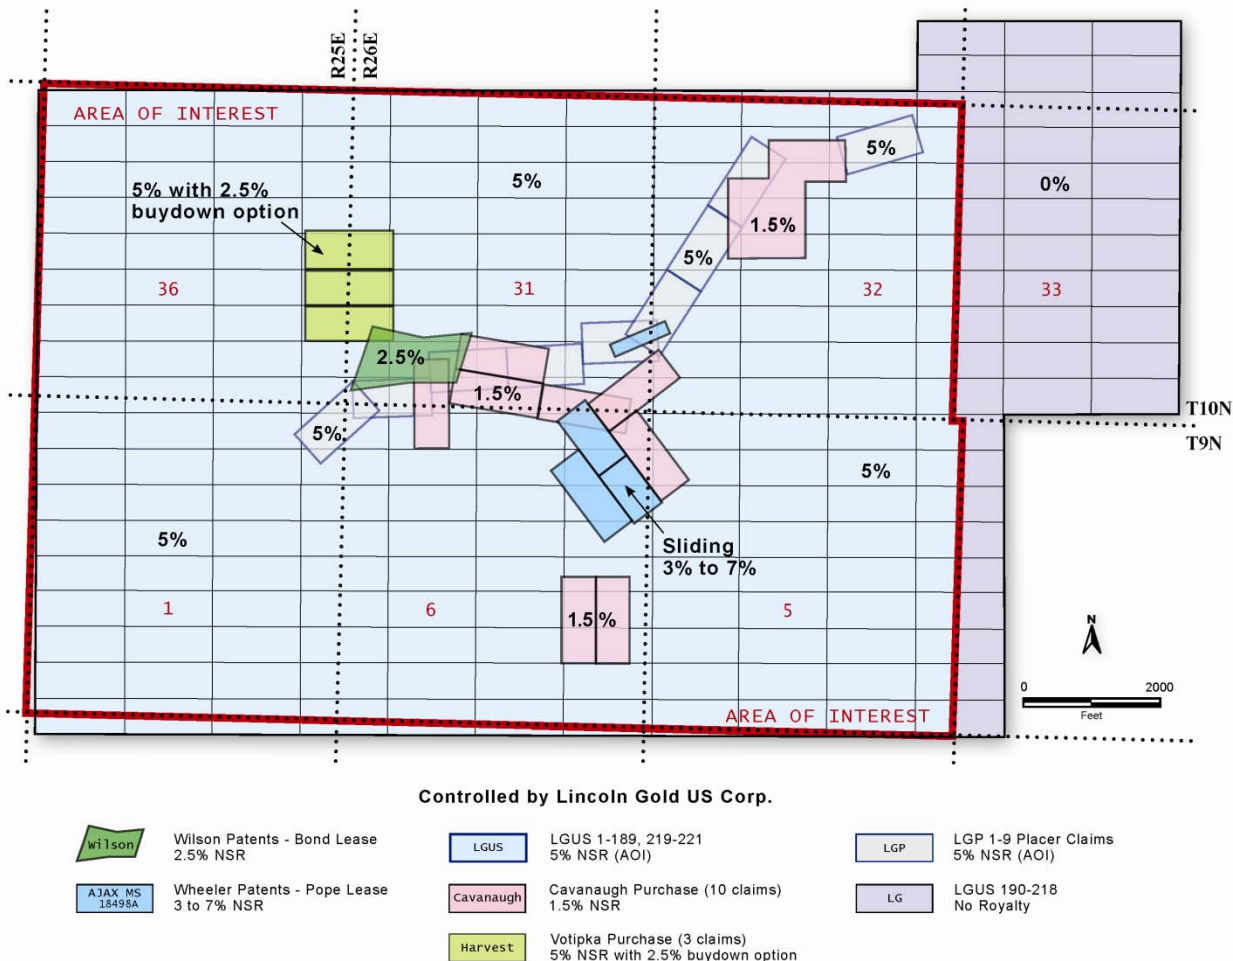 R25E
R26E
AREA OF INTEREST
5%
5%
0%
5% with 2.5%
buydown option
1.5%
5%
36
31
32
33
2.5%
1.5%
T10N
5%
T9N
5%
5%
Sliding
3% to 7%
1
6
1.5 %
5
N
0
2000
Feet
AREA OF INTEREST
Controlled by Lincoln Gold US Corp.
Wilson
Wilson Patents - Bond Lease
2.5% NSR
LGUS
LGUS 1-189, 219-221
5% NSR (AOI)
LGP
LGP 1-9 Placer Claims
5% NSR (AOI)
AJAX MS
18498A
Wheeler Patents - Pope Lease
3 to 7% NSR
Cavanaugh
Cavanaugh Purchase (10 claims)
1.5% NSR
LG
LGUS 190-218
No Royalty
Harvest
Votipka Purchase (3 claims)
5% NSR with 2.5% buydown option